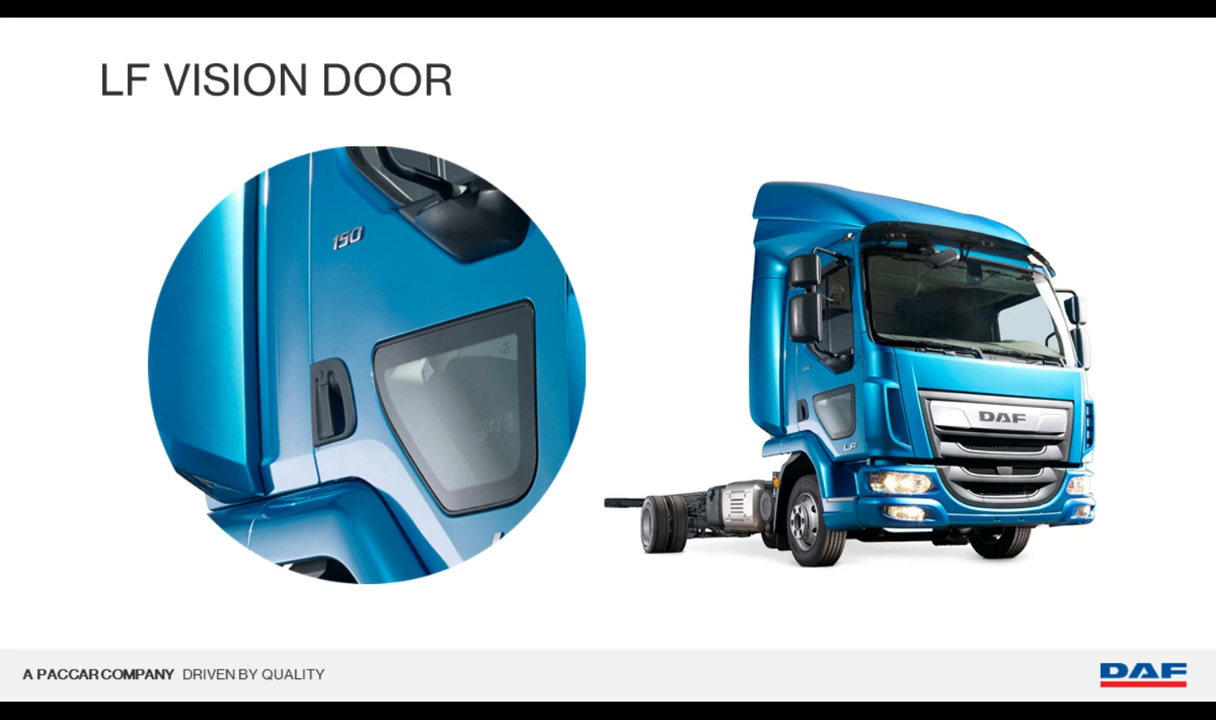 LF VISION DOOR
150
DAF
LF
A PACCAR COMPANY DRIVEN BY QUALITY
DAF